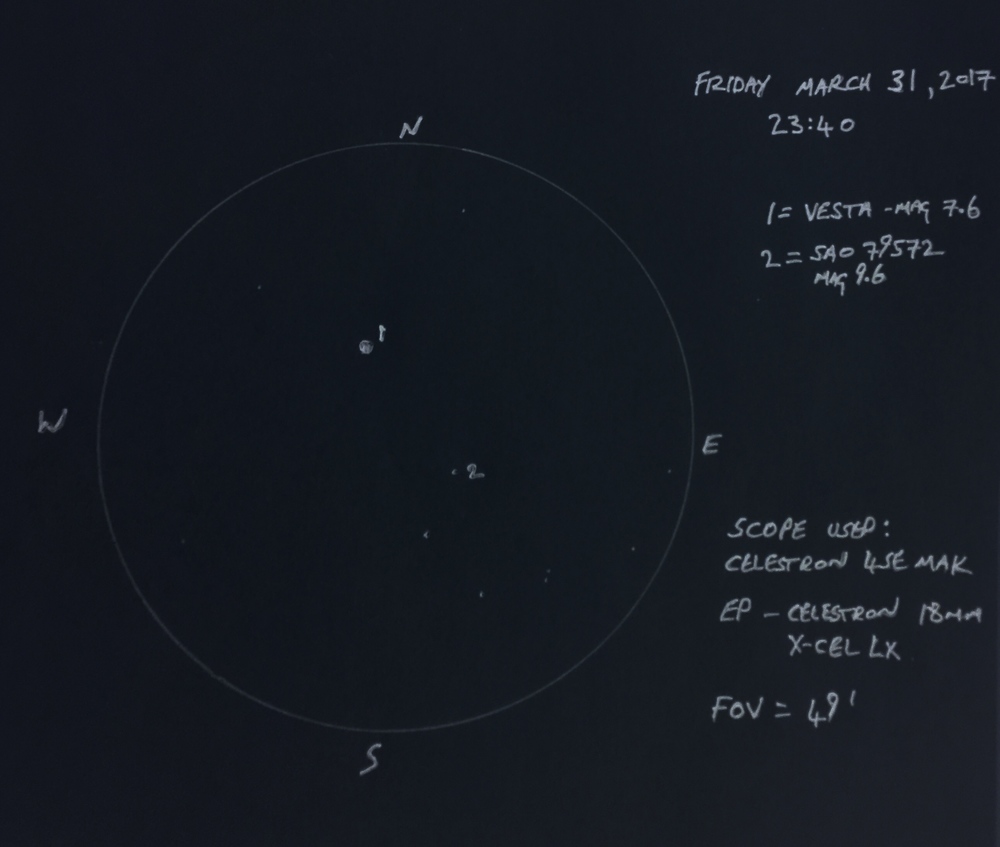 FRIDAY MARCH 31, 2017
23:40
N
1 = VESTA - MAG 7.6
2 = SAO 79572
MAG 9.6
1
W
E
2
SCOPE USED:
CELESTRON 4SE MAK
EP - CELESTRON 18MM
X-CEL LX
FOV = 49'
S